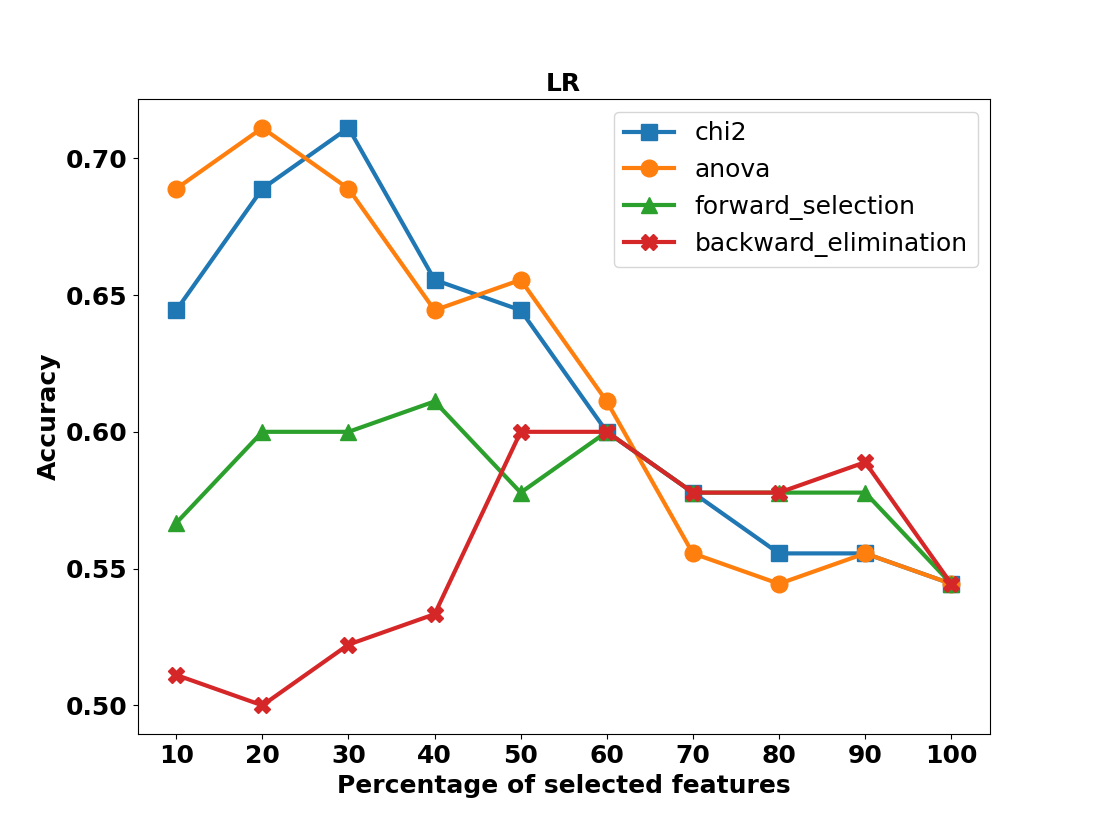 LR
chi2
anova
forward_selection
backward_elimination
Accuracy
0.70
0.65
0.60
0.55
0.50
10 20 30 40 50 60 70 80 90 100
Percentage of selected features